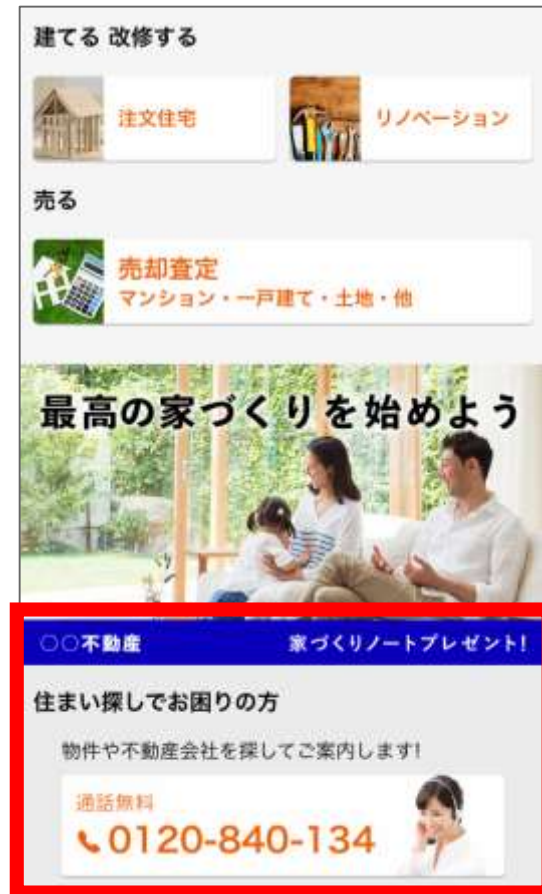 建てる 改修する
注文住宅
リノベーション
売る
売却査定
マンション・一戸建て・土地・他
最高の家づくりを始めよう
〇〇不動産 家づくりノートプレゼント!
住まい探しでお困りの方
物件や不動産会社を探してご案内します!
通話無料
0120-840-134